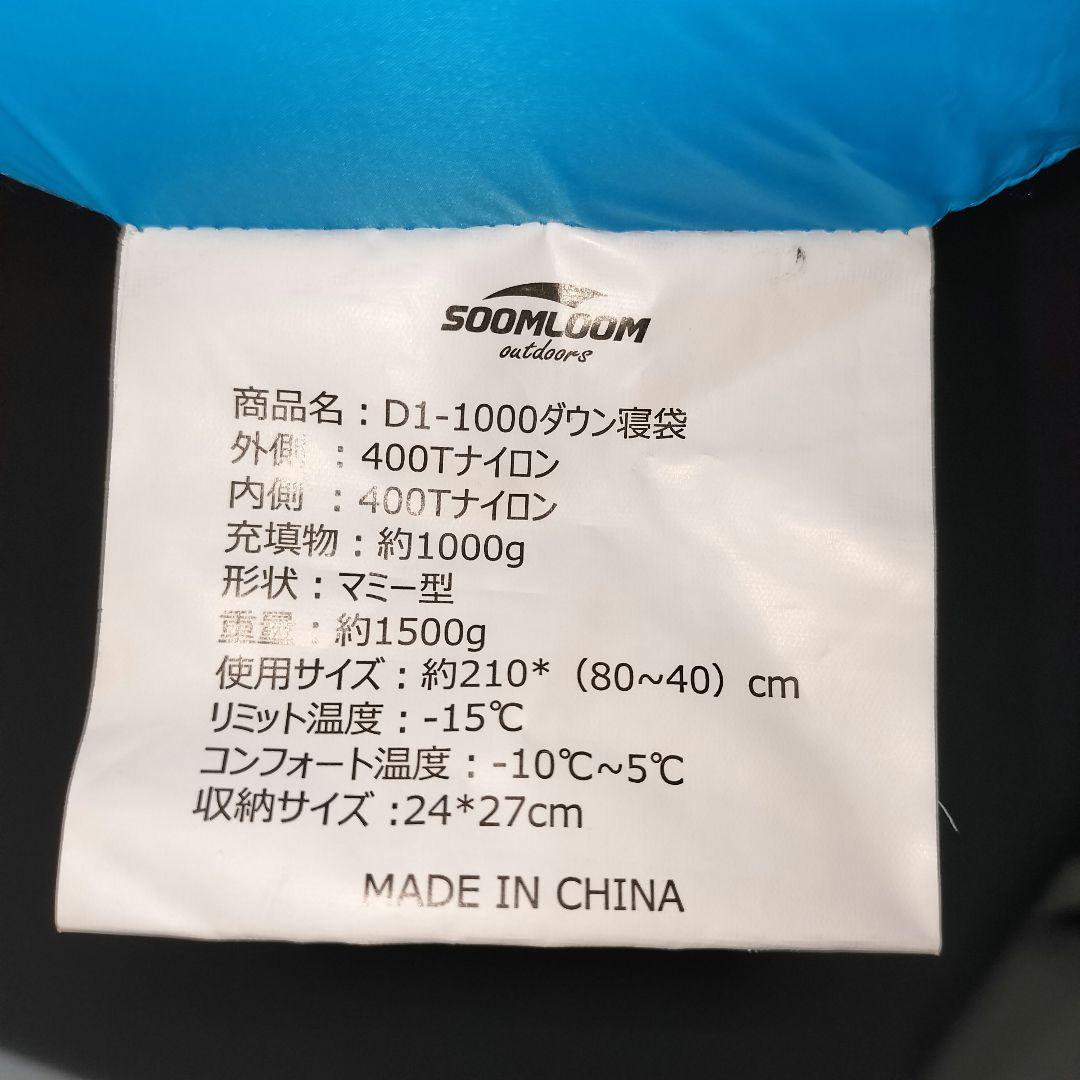 SOOMLOOM
outdoors
商品名：D1-1000ダウン寝袋
外側 ：400Tナイロン
内側 ：400Tナイロン
充填物：約1000g
形状：マミー型
重量：約1500g
使用サイズ：約210*（80~40）cm
リミット温度：-15℃
コンフォート温度：-10℃~5℃
収納サイズ :24*27cm
MADE IN CHINA